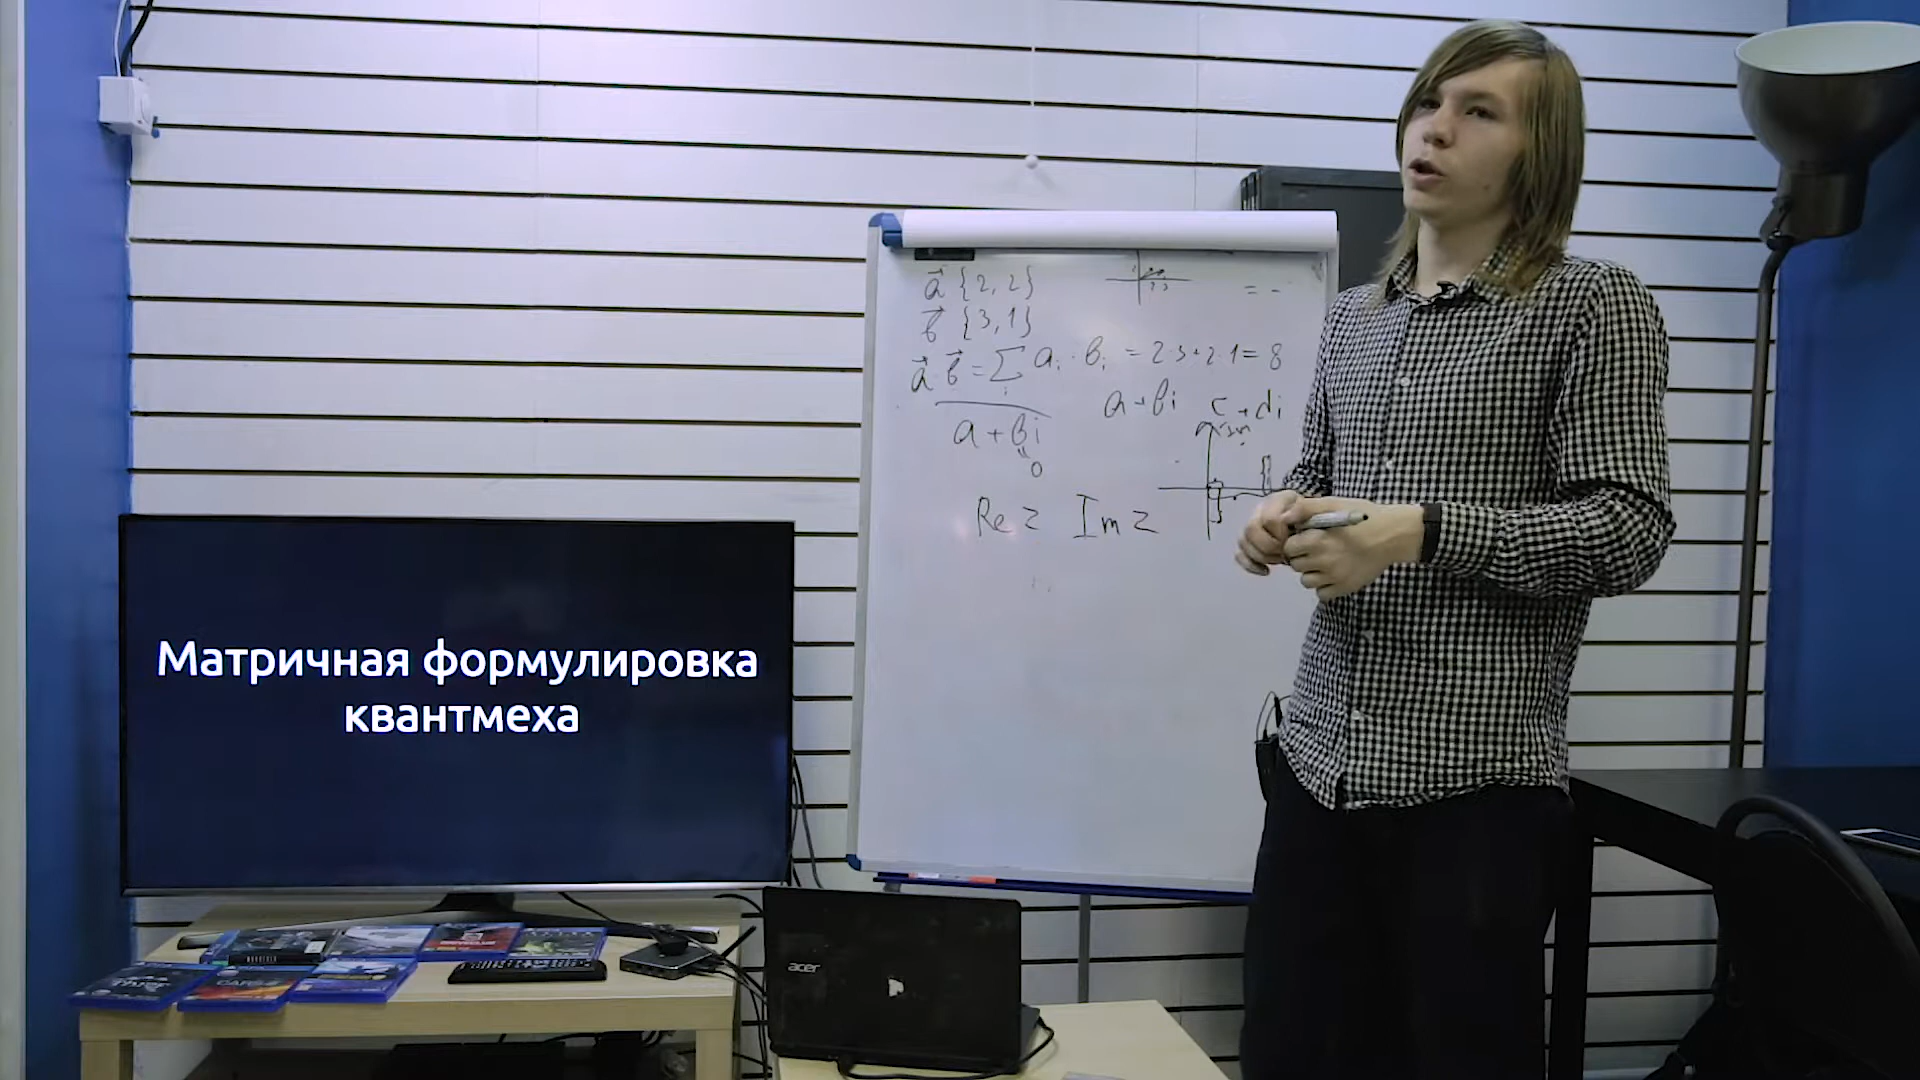 a⃗ {2, 2}
b⃗ {3, 1}
a⃗ · b⃗ = ∑ aᵢ · bᵢ = 2·3+2·1 = 8
i
a + bi
c + di
a + bi
0
Re z
Im z
Матричная формулировка
квантмеха
acer